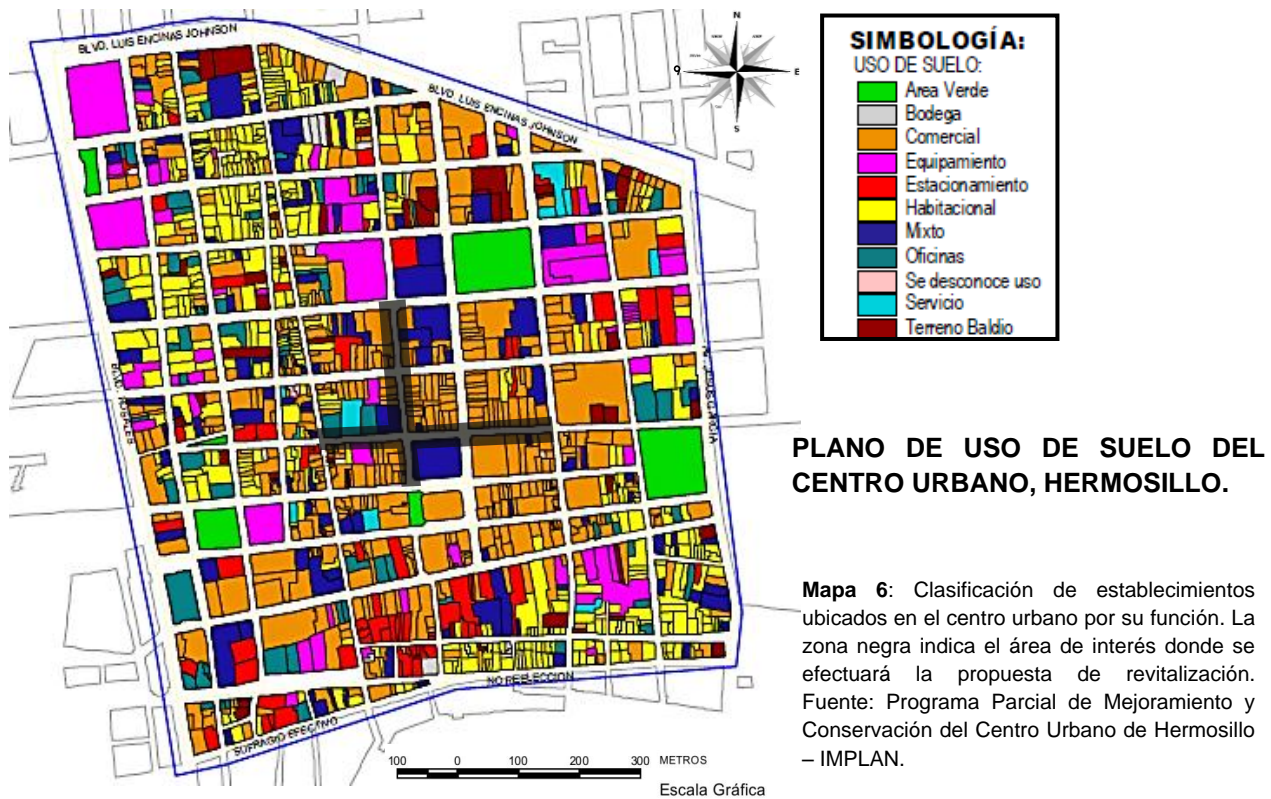 BLVD. LUIS ENCINAS JOHNSON
BLVD. LUIS ENCINAS JOHNSON
BLVD. ROSALES
NO REELECCION
SUFRAGIO EFECTIVO
N
E
S
100 0 100 200 300 METROS
Escala Gráfica
SIMBOLOGÍA:
USO DE SUELO:
Area Verde
Bodega
Comercial
Equipamiento
Estacionamiento
Habitacional
Mixto
Oficinas
Se desconoce uso
Servicio
Terreno Baldio
PLANO DE USO DE SUELO DEL
CENTRO URBANO, HERMOSILLO.
Mapa 6: Clasificación de establecimientos
ubicados en el centro urbano por su función. La
zona negra indica el área de interés donde se
efectuará la propuesta de revitalización.
Fuente: Programa Parcial de Mejoramiento y
Conservación del Centro Urbano de Hermosillo
– IMPLAN.